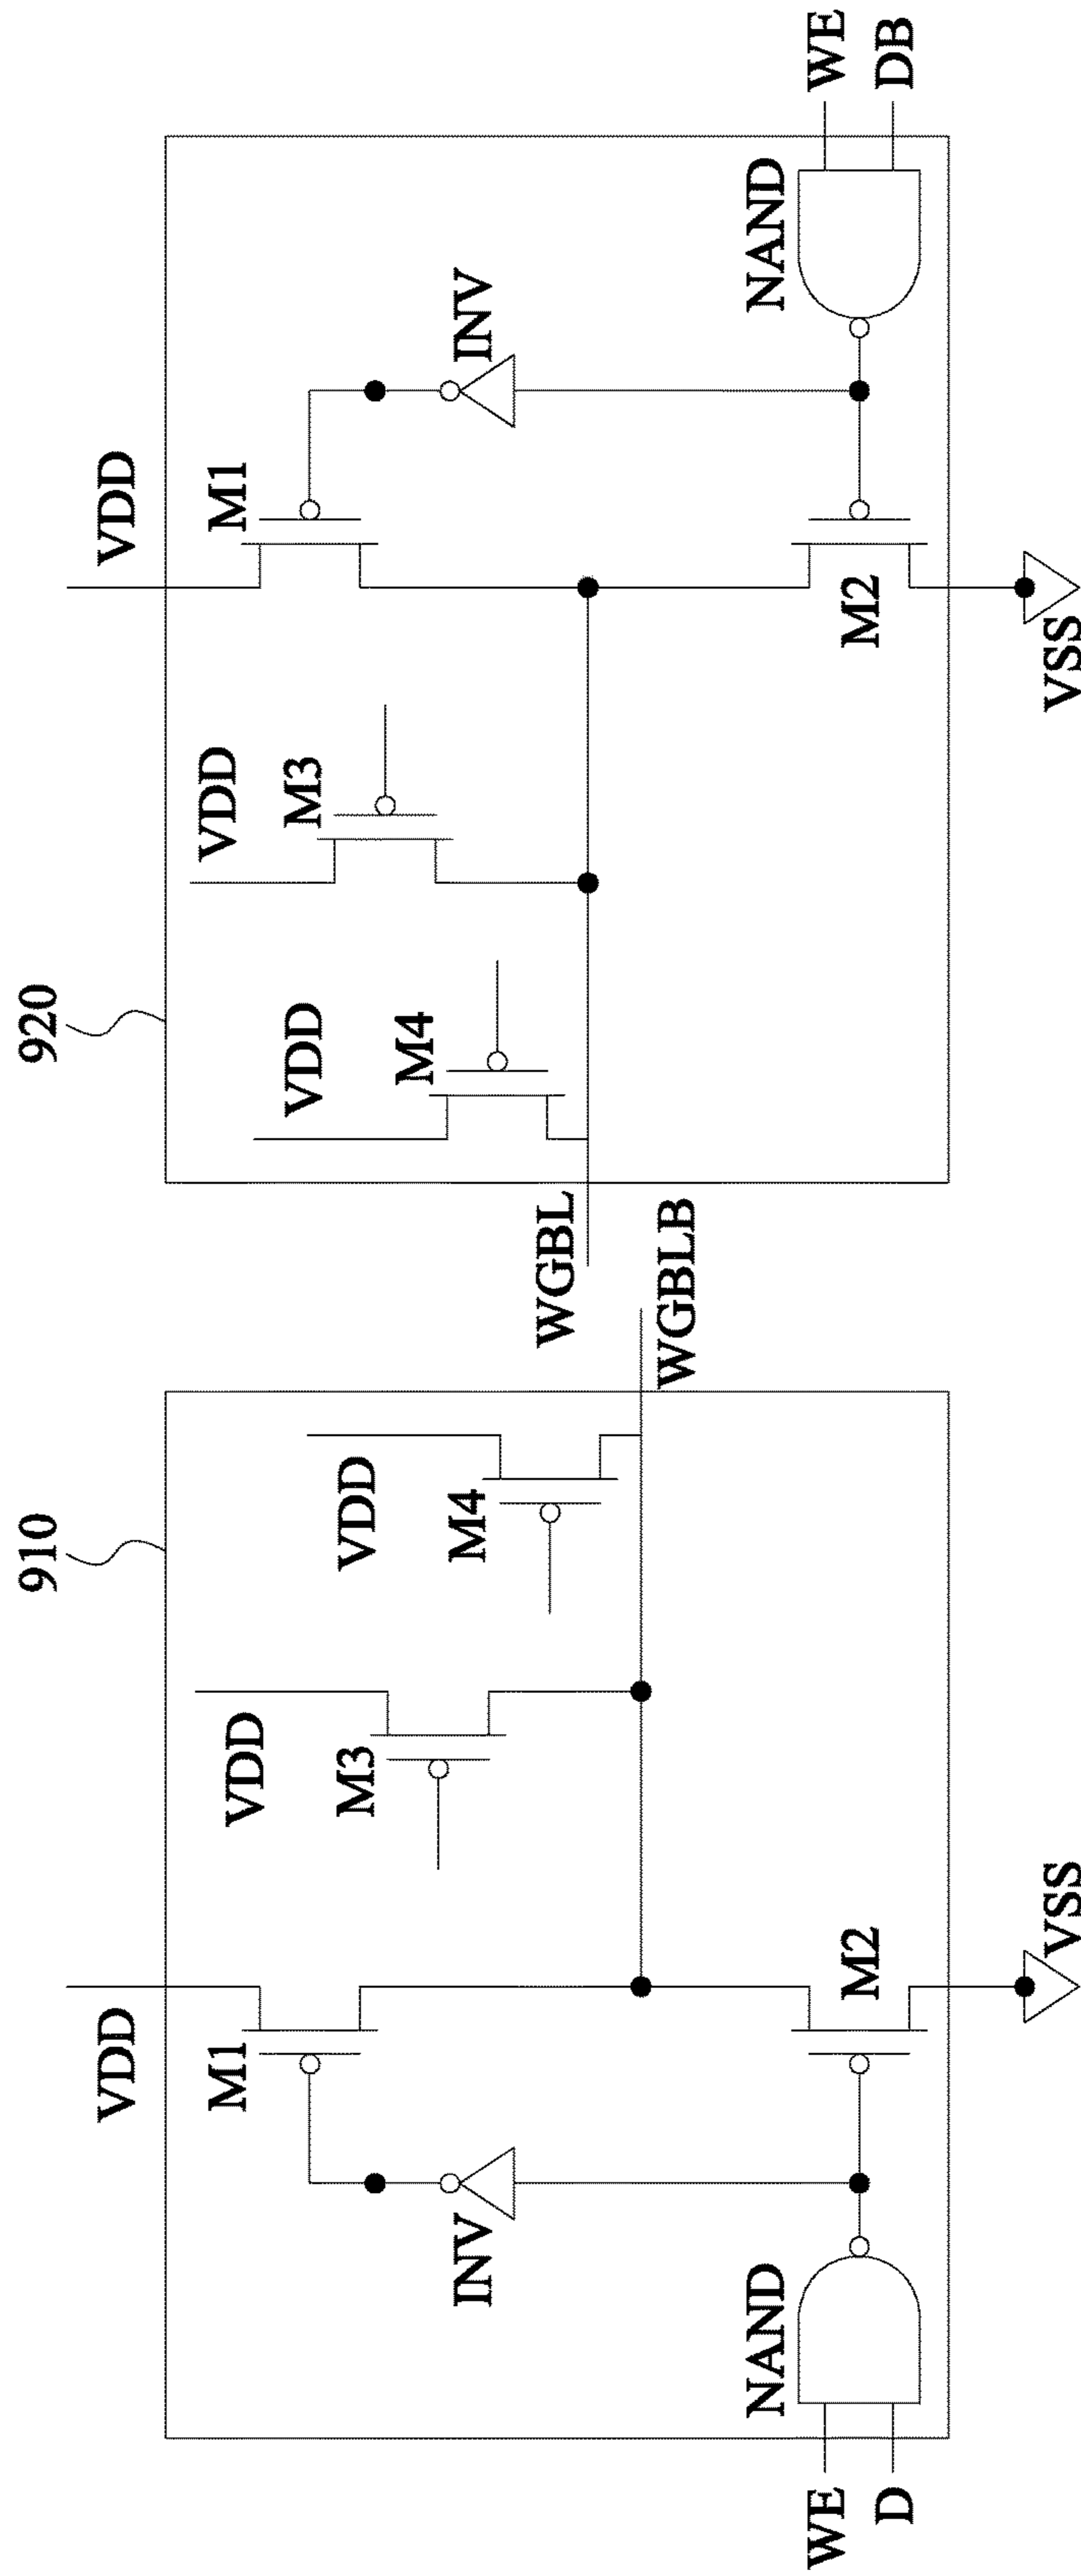 910
920
VDD
M1
VDD
M3
VDD
M4
INV
NAND
WE
D
M2
VSS
WGBLB
WGBL
VDD
M4
VDD
M3
VDD
M1
INV
NAND
WE
DB
M2
VSS